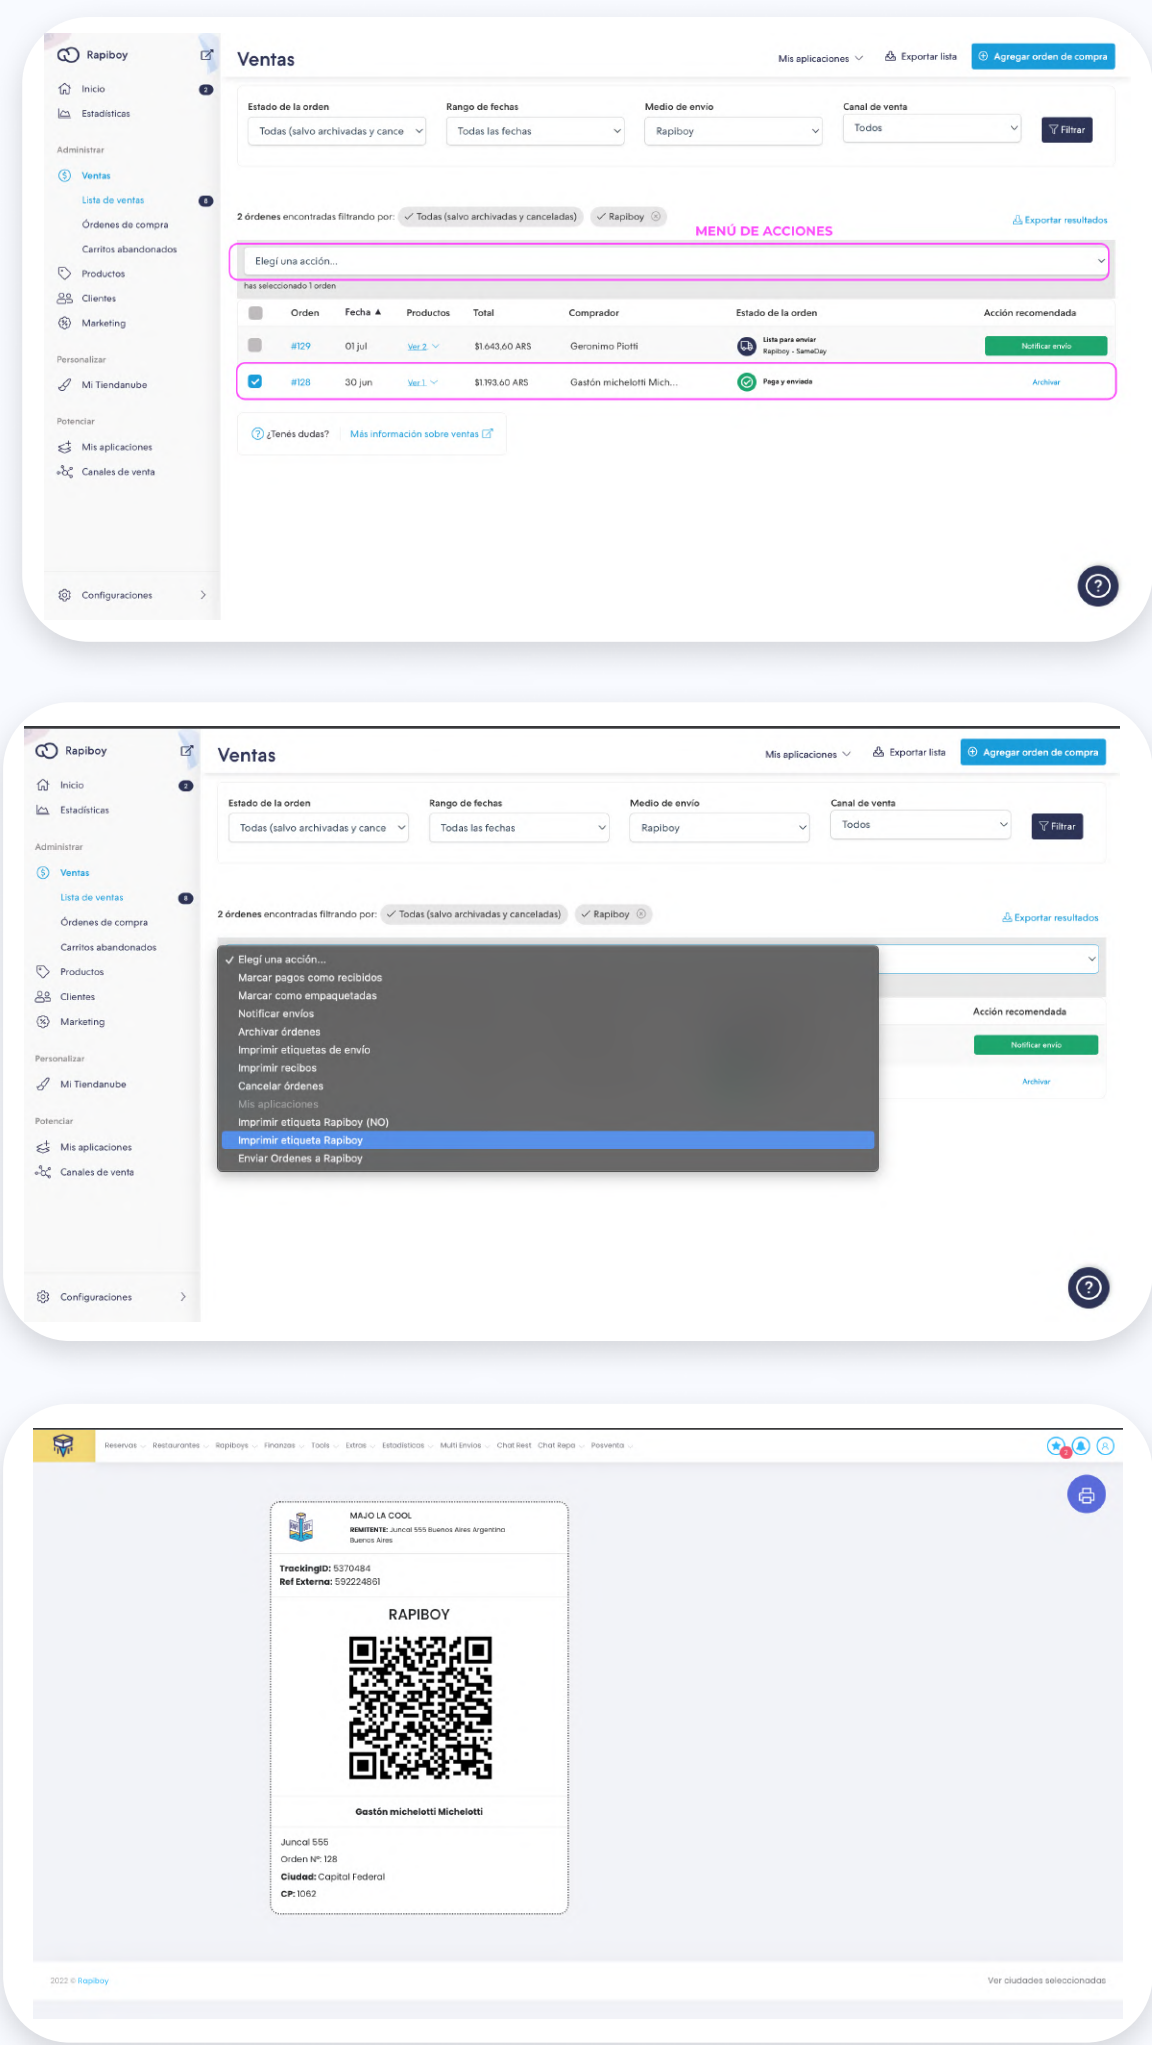 Rapiboy
Ventas
Mis aplicaciones
Exportar lista
Agregar orden de compra
Inicio
2
Estadísticas
Estado de la orden
Rango de fechas
Medio de envío
Canal de venta
Todas (salvo archivadas y cance
Todas las fechas
Rapiboy
Todos
Filtrar
Administrar
Ventas
Lista de ventas
8
Órdenes de compra
Carritos abandonados
Productos
Clientes
Marketing
Personalizar
Mi Tiendanube
Potenciar
Mis aplicaciones
Canales de venta
Configuraciones
2 órdenes encontradas filtrando por: Todas (salvo archivadas y canceladas) Rapiboy
Exportar resultados
MENÚ DE ACCIONES
Elegí una acción...
has seleccionado 1 orden
Orden Fecha ▲ Productos Total Comprador Estado de la orden Acción recomendada
#129 01 jul Ver 2 $1.643,60 ARS Geronimo Piotti Lista para enviar Notificar envío
Rapiboy - SameDay
#128 30 jun Ver 1 $1.193,60 ARS Gastón michelotti Mich... Paga y enviada Archivar
¿Tenés dudas? Más información sobre ventas
Rapiboy
Ventas
Mis aplicaciones
Exportar lista
Agregar orden de compra
Inicio
2
Estadísticas
Estado de la orden
Rango de fechas
Medio de envío
Canal de venta
Todas (salvo archivadas y cance
Todas las fechas
Rapiboy
Todos
Filtrar
Administrar
Ventas
Lista de ventas
8
Órdenes de compra
Carritos abandonados
Productos
Clientes
Marketing
Personalizar
Mi Tiendanube
Potenciar
Mis aplicaciones
Canales de venta
Configuraciones
2 órdenes encontradas filtrando por: Todas (salvo archivadas y canceladas) Rapiboy
Exportar resultados
✓ Elegí una acción...
Marcar pagos como recibidos
Marcar como empaquetadas
Notificar envíos
Archivar órdenes
Imprimir etiquetas de envío
Imprimir recibos
Cancelar órdenes
Mis aplicaciones
Imprimir etiqueta Rapiboy (NO)
Imprimir etiqueta Rapiboy
Enviar Ordenes a Rapiboy
Acción recomendada
Notificar envío
Archivar
Reservas Restaurantes Rapiboys Finanzas Tools Extras Estadísticas Multi Envíos Chat Rest Chat Repa Posventa
2
MAJO LA COOL
REMITENTE: Juncal 555 Buenos Aires Argentina
Buenos Aires
TrackingID: 5370484
Ref Externa: 592224861
RAPIBOY
Gastón michelotti Michelotti
Juncal 555
Orden Nº: 128
Ciudad: Capital Federal
CP: 1062
2022 © Rapiboy
Ver ciudades seleccionadas